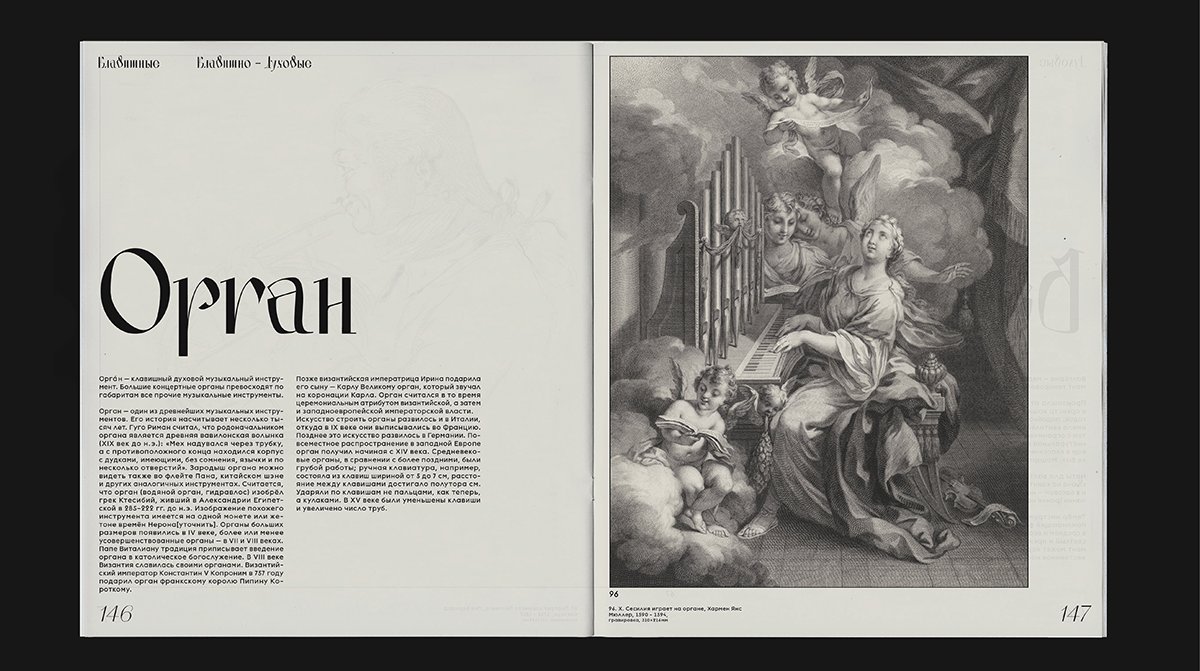 Клавишные
Клавишно - Духовые
Орган
Орга́н — клавишный духовой музыкальный инстру-
мент. Большие концертные органы превосходят по
габаритам все прочие музыкальные инструменты.
Орган — один из древнейших музыкальных инстру-
ментов. Его история насчитывает несколько ты-
сяч лет. Гуго Риман считал, что родоначальником
органа является древняя вавилонская волынка
(XIX век до н.э.): «Мех надувался через трубку,
а с противоположного конца находился корпус
с дудками, имеющими, без сомнения, язычки и по
несколько отверстий». Зародыш органа можно
видеть также во флейте Пана, китайском шэне
и других аналогичных инструментах. Считается,
что орган (водяной орган, гидравлос) изобрёл
грек Ктесибий, живший в Александрии Египет-
ской в 285–222 гг. до н.э. Изображение похожего
инструмента имеется на одной монете или же-
тоне времён Нерона[уточнить]. Органы больших
размеров появились в IV веке, более или менее
усовершенствованные органы — в VII и VIII веках.
Папе Виталиану традиция приписывает введение
органа в католическое богослужение. В VIII веке
Византия славилась своими органами. Византий-
ский император Константин V Копроним в 757 году
подарил орган франкскому королю Пипину Ко-
роткому.
Позже византийская императрица Ирина подарила
его сыну — Карлу Великому орган, который звучал
на коронации Карла. Орган считался в то время
церемониальным атрибутом византийской, а затем
и западноевропейской императорской власти.
Искусство строить органы развилось и в Италии,
откуда в IX веке они выписывались во Францию.
Позднее это искусство развилось в Германии. По-
всеместное распространение в западной Европе
орган получил начиная с XIV века. Средневеко-
вые органы, в сравнении с более поздними, были
грубой работы; ручная клавиатура, например,
состояла из клавиш шириной от 5 до 7 см, рассто-
яние между клавишами достигало полутора см.
Ударяли по клавишам не пальцами, как теперь,
а кулаками. В XV веке были уменьшены клавиши
и увеличено число труб.
146
96
96. Х. Сесилия играет на органе, Хармен Янс
Мюллер, 1590 – 1594,
гравировка,
147